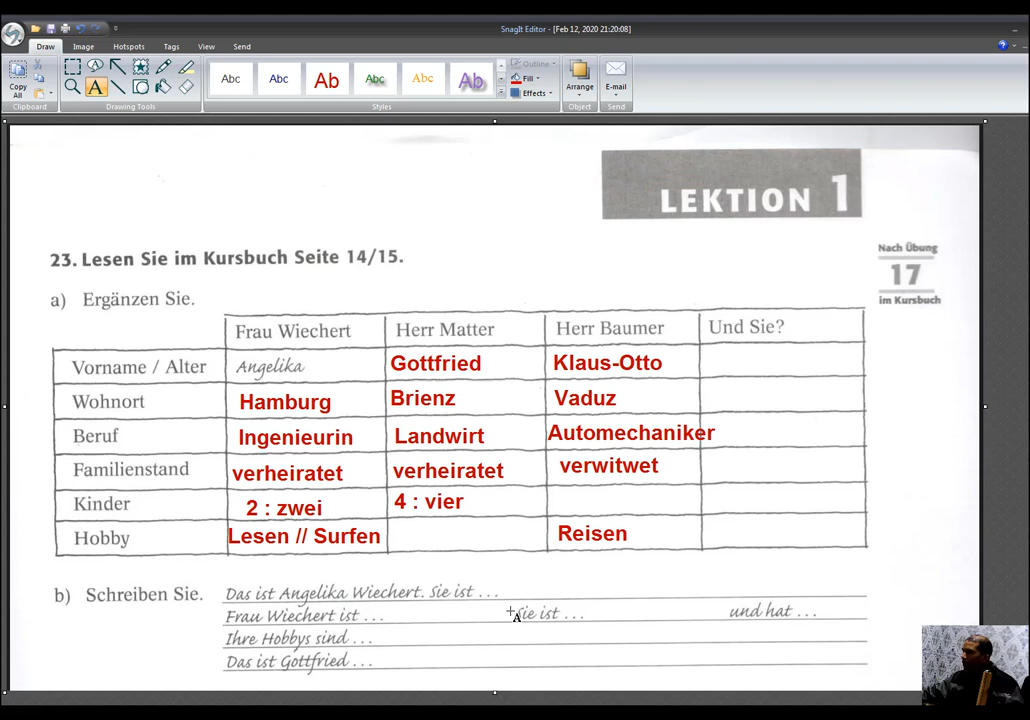 SnagIt Editor - [Feb 12, 2020 21:20:08]
Draw Image Hotspots Tags View Send
Copy All
Clipboard
Drawing Tools
Abc Abc Ab Abc Abc Ab
Styles
Outline
Fill
Effects
Arrange
Object
E-mail
Send
LEKTION 1
23. Lesen Sie im Kursbuch Seite 14/15.
Nach Übung
17
im Kursbuch
a) Ergänzen Sie.
Frau Wiechert Herr Matter Herr Baumer Und Sie?
Vorname / Alter Angelika Gottfried Klaus-Otto
Wohnort Hamburg Brienz Vaduz
Beruf Ingenieurin Landwirt Automechaniker
Familienstand verheiratet verheiratet verwitwet
Kinder 2 : zwei 4 : vier
Hobby Lesen // Surfen Reisen
b) Schreiben Sie. Das ist Angelika Wiechert. Sie ist ...
Frau Wiechert ist ... Sie ist ... und hat ...
Ihre Hobbys sind ...
Das ist Gottfried ...